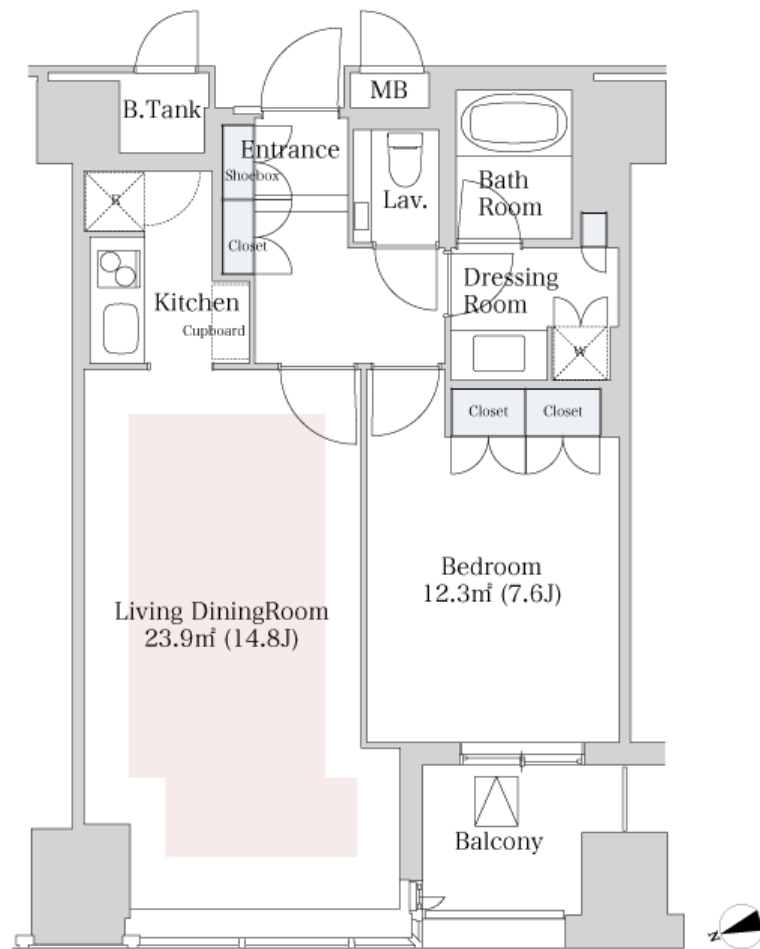 MB
B.Tank
Entrance
Shoebox
Lav.
Bath
Room
R
Closet
Dressing
Room
Kitchen
Cupboard
W
Closet
Closet
Bedroom
12.3㎡ (7.6J)
Living DiningRoom
23.9㎡ (14.8J)
Balcony
N